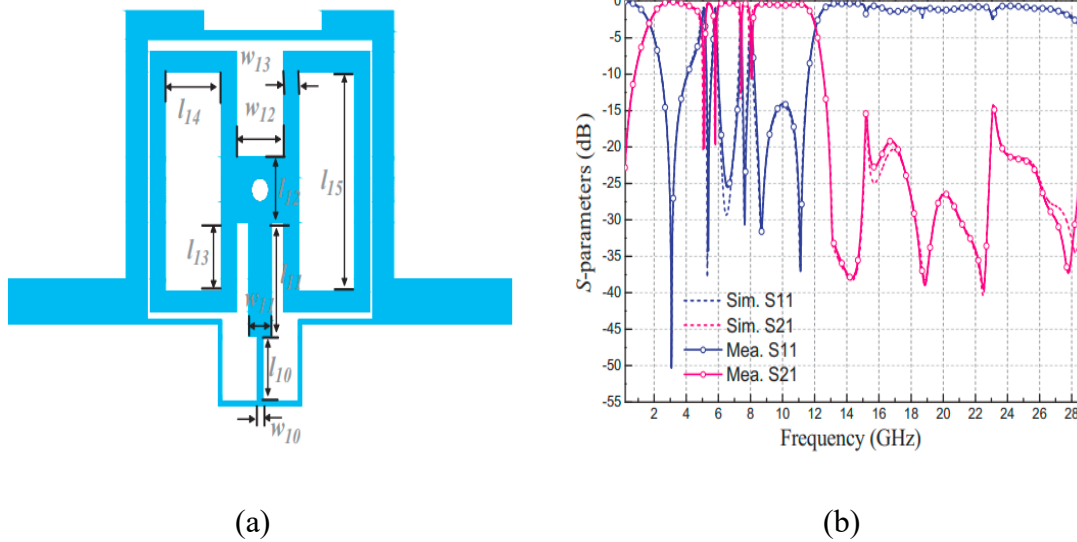 w13
l14
w12
l15
l12
l13
l11
w11
l10
w10
(a)
S-parameters (dB)
0
-5
-10
-15
-20
-25
-30
-35
-40
-45
-50
-55
Sim. S11
Sim. S21
Mea. S11
Mea. S21
2 4 6 8 10 12 14 16 18 20 22 24 26 28
Frequency (GHz)
(b)